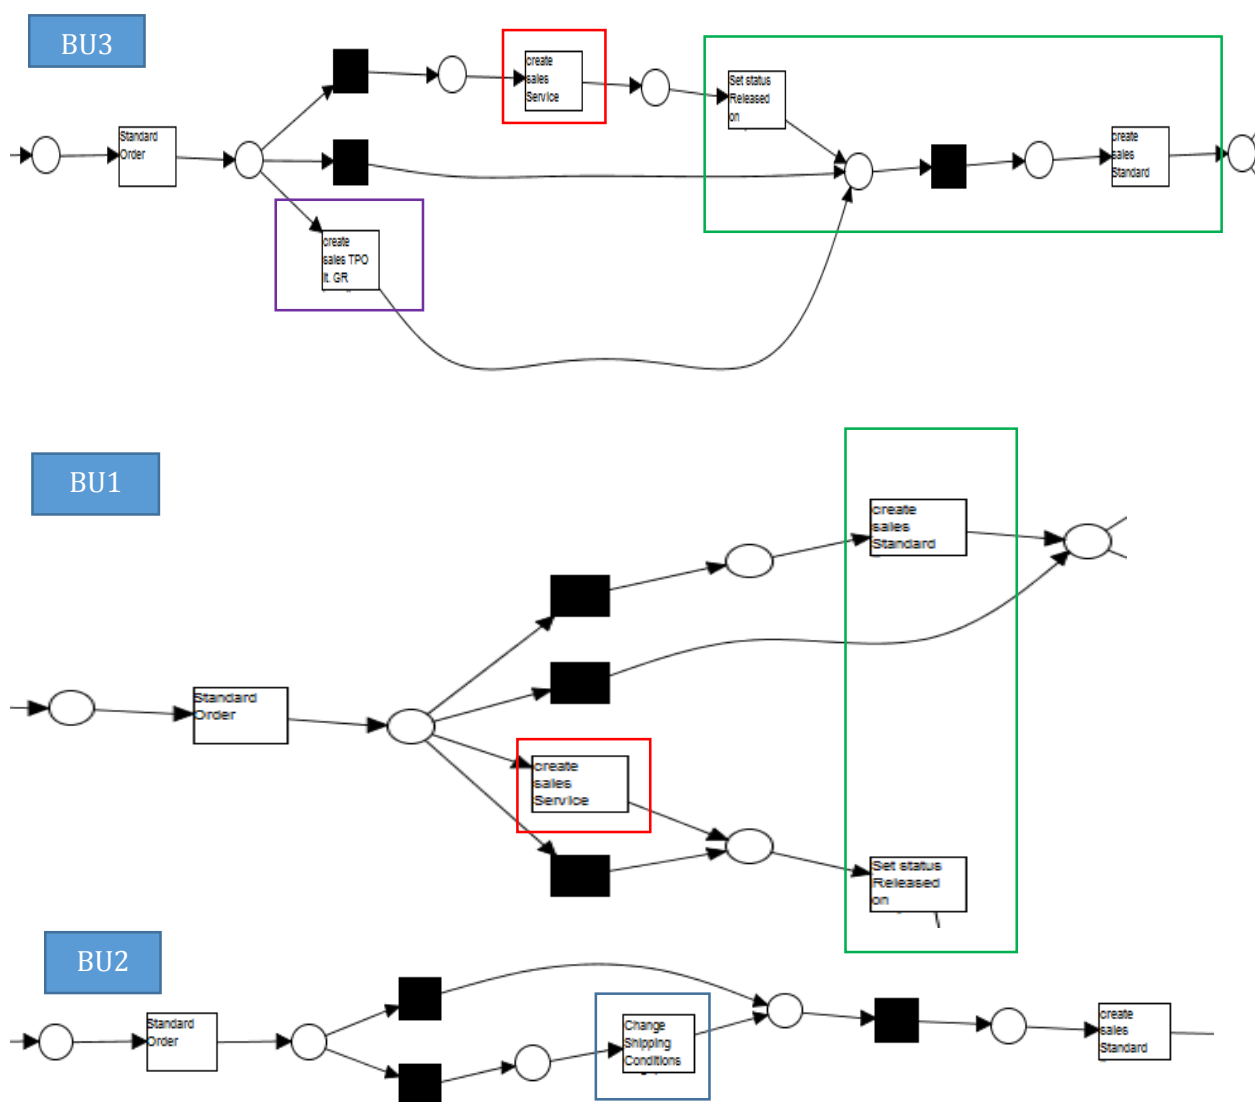 BU3
create
sales
Service
Set status
Released
on
Standard
Order
create
sales
Standard
create
sales TPO
It. GR
BU1
create
sales
Standard
Standard
Order
create
sales
Service
Set status
Released
on
BU2
Standard
Order
Change
Shipping
Conditions
create
sales
Standard